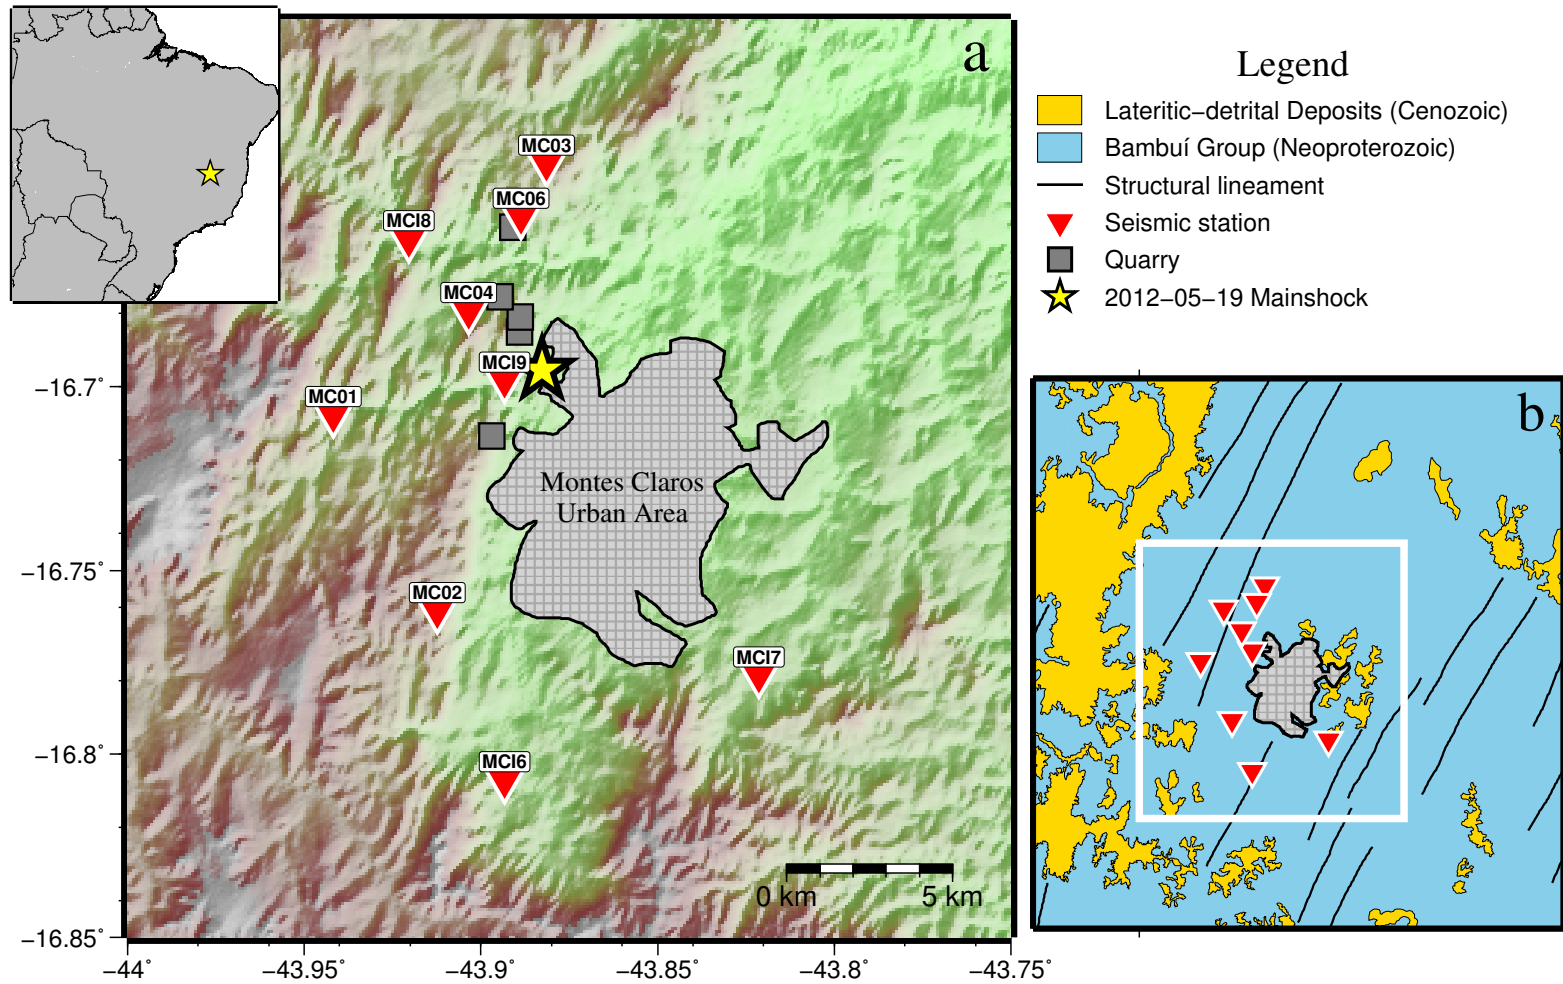 a
MC03
MC06
MCI8
MC04
MCI9
MC01
Montes Claros
Urban Area
MC02
MCI7
MCI6
0 km
5 km
−16.7°
−16.75°
−16.8°
−16.85°
−44°
−43.95°
−43.9°
−43.85°
−43.8°
−43.75°
Legend
Lateritic−detrital Deposits (Cenozoic)
Bambuí Group (Neoproterozoic)
Structural lineament
Seismic station
Quarry
2012−05−19 Mainshock
b